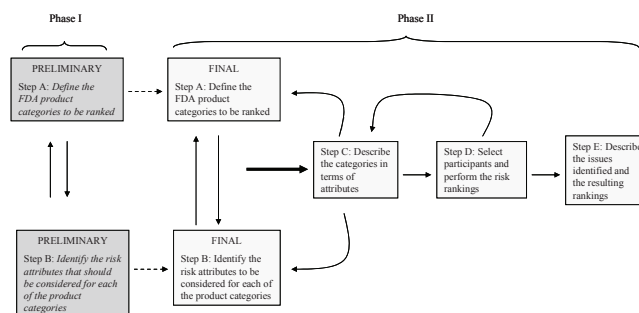 Phase I
Phase II
PRELIMINARY
Step A: Define the
FDA product
categories to be ranked
FINAL
Step A: Define the
FDA product
categories to be ranked
Step C: Describe
the categories in
terms of
attributes
Step D: Select
participants and
perform the risk
rankings
Step E: Describe
the issues
identified and
the resulting
rankings
PRELIMINARY
Step B: Identify the risk
attributes that should
be considered for each
of the product
categories
FINAL
Step B: Identify the
risk attributes to be
considered for each of
the product categories